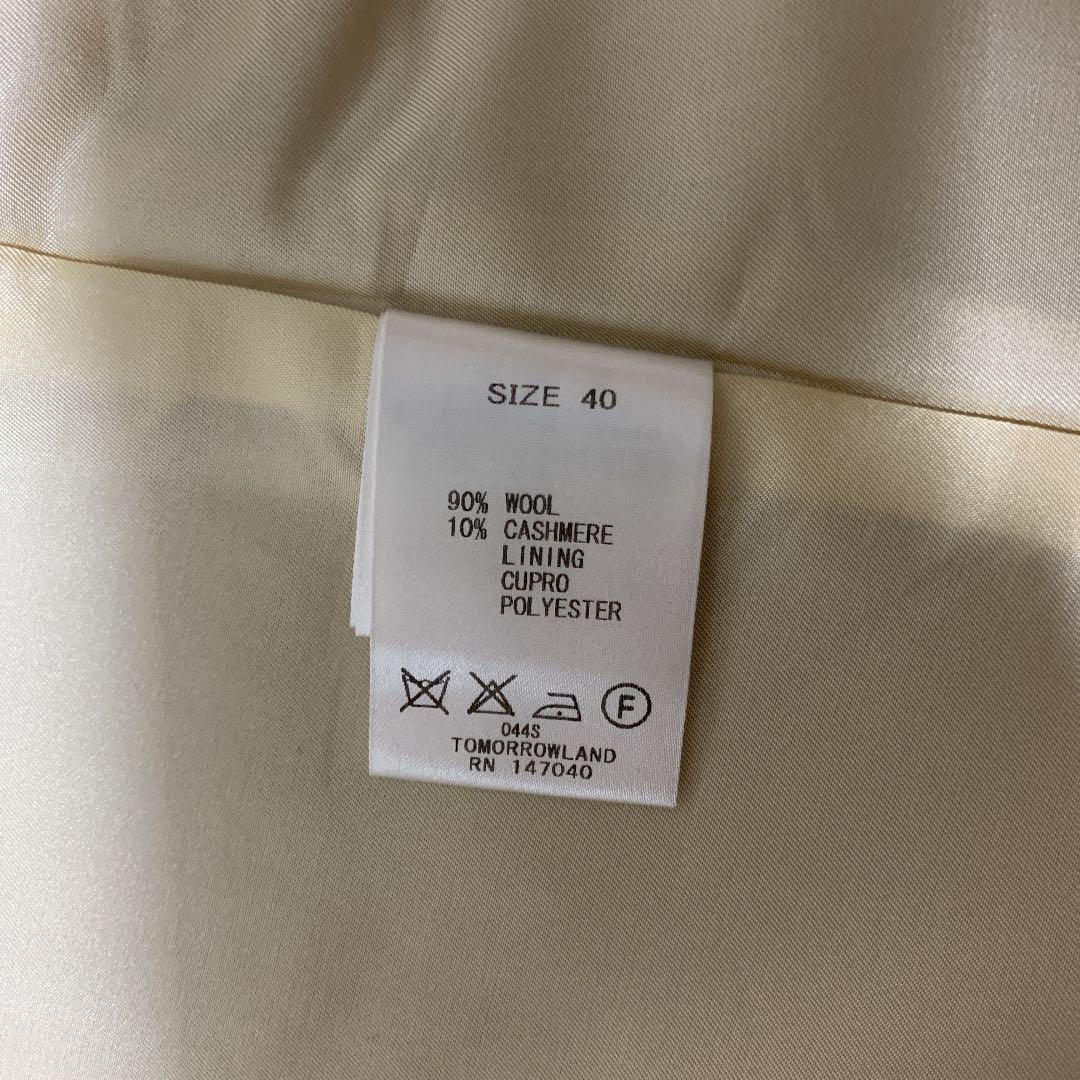 SIZE 40
90% WOOL
10% CASHMERE
LINING
CUPRO
POLYESTER
F
044S
TOMORROWLAND
RN 147040